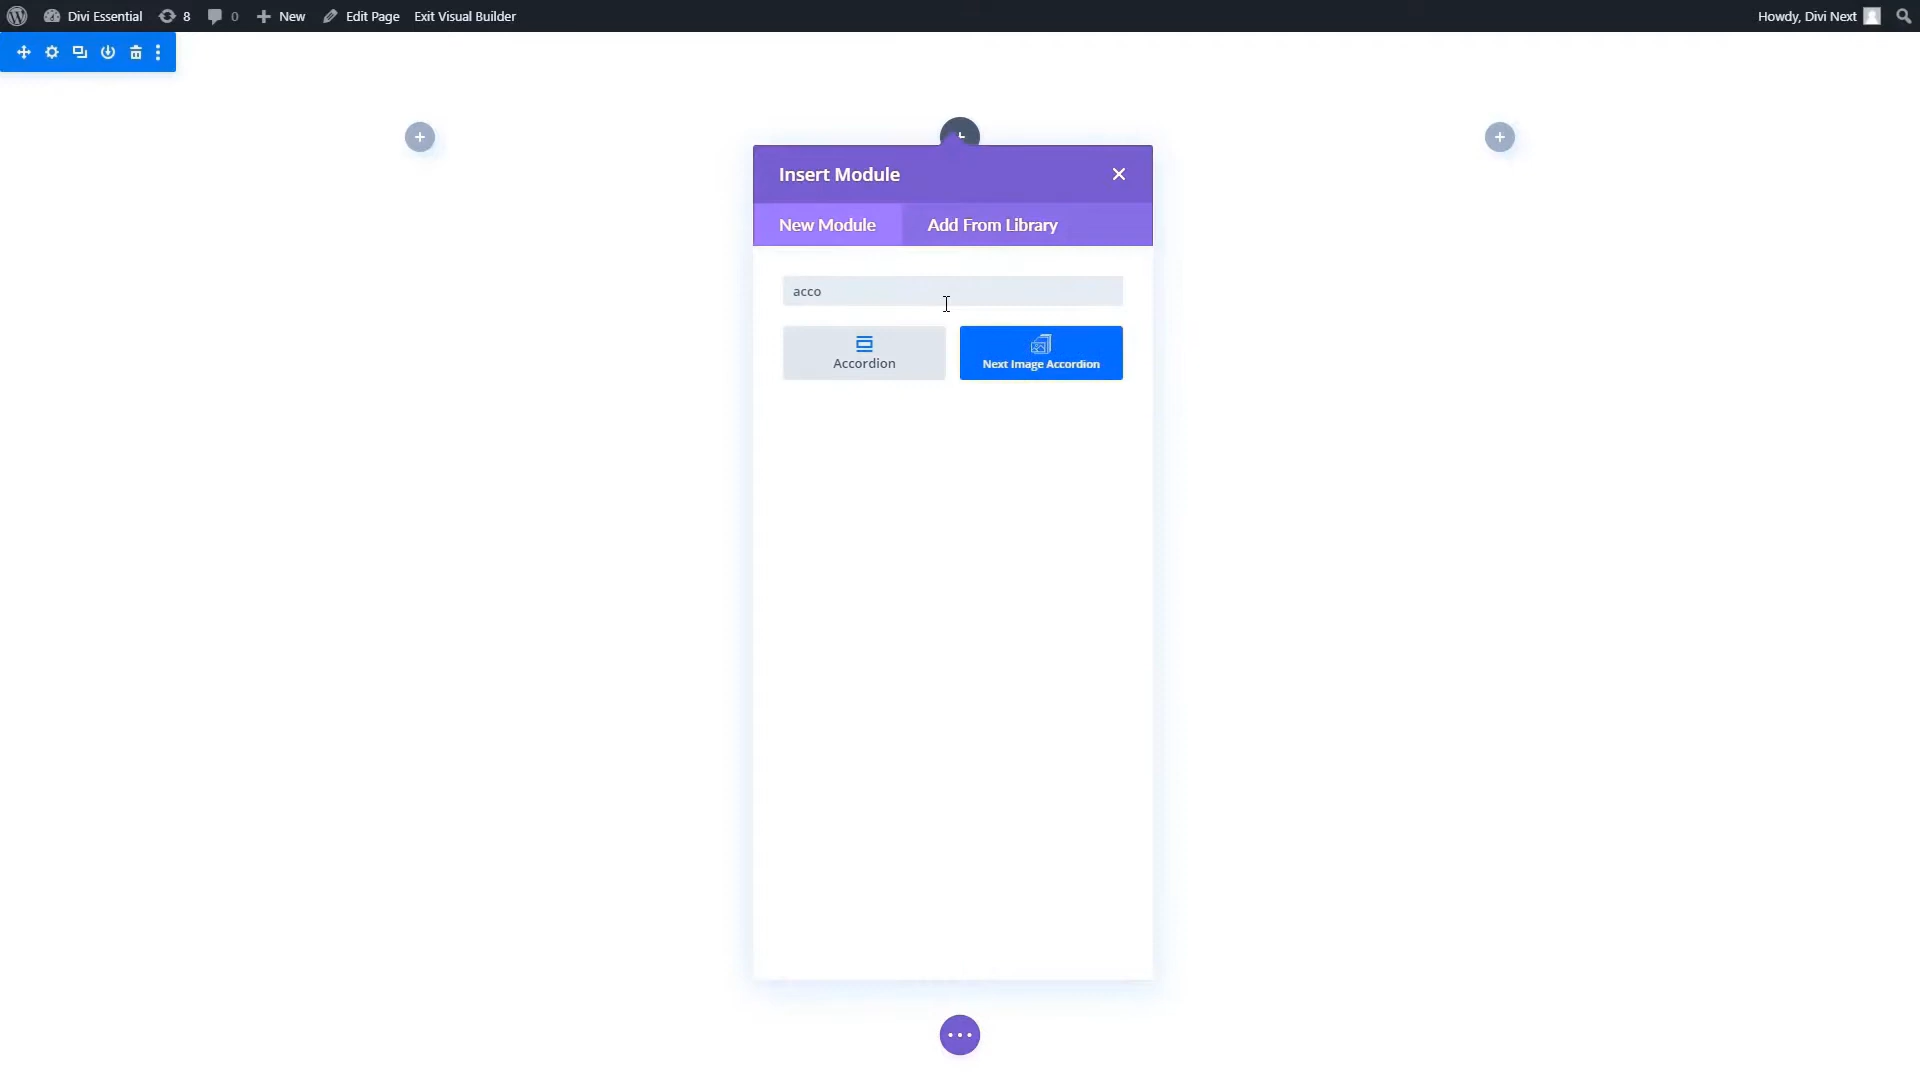 Divi Essential 8 0 New Edit Page Exit Visual Builder Howdy, Divi Next
Insert Module
New Module Add From Library
acco
Accordion Next Image Accordion